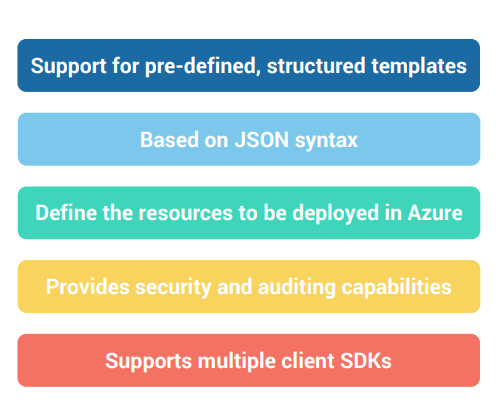 Support for pre-defined, structured templates
Based on JSON syntax
Define the resources to be deployed in Azure
Provides security and auditing capabilities
Supports multiple client SDKs